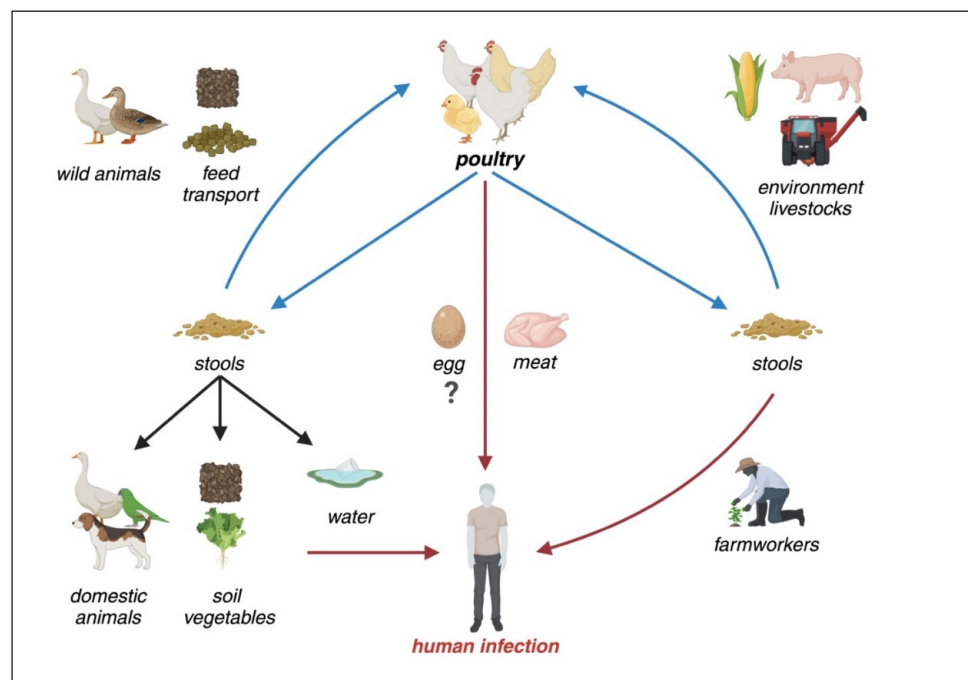 poultry
wild animals
feed
transport
environment
livestocks
stools
egg
?
meat
stools
domestic
animals
soil
vegetables
water
farmworkers
human infection